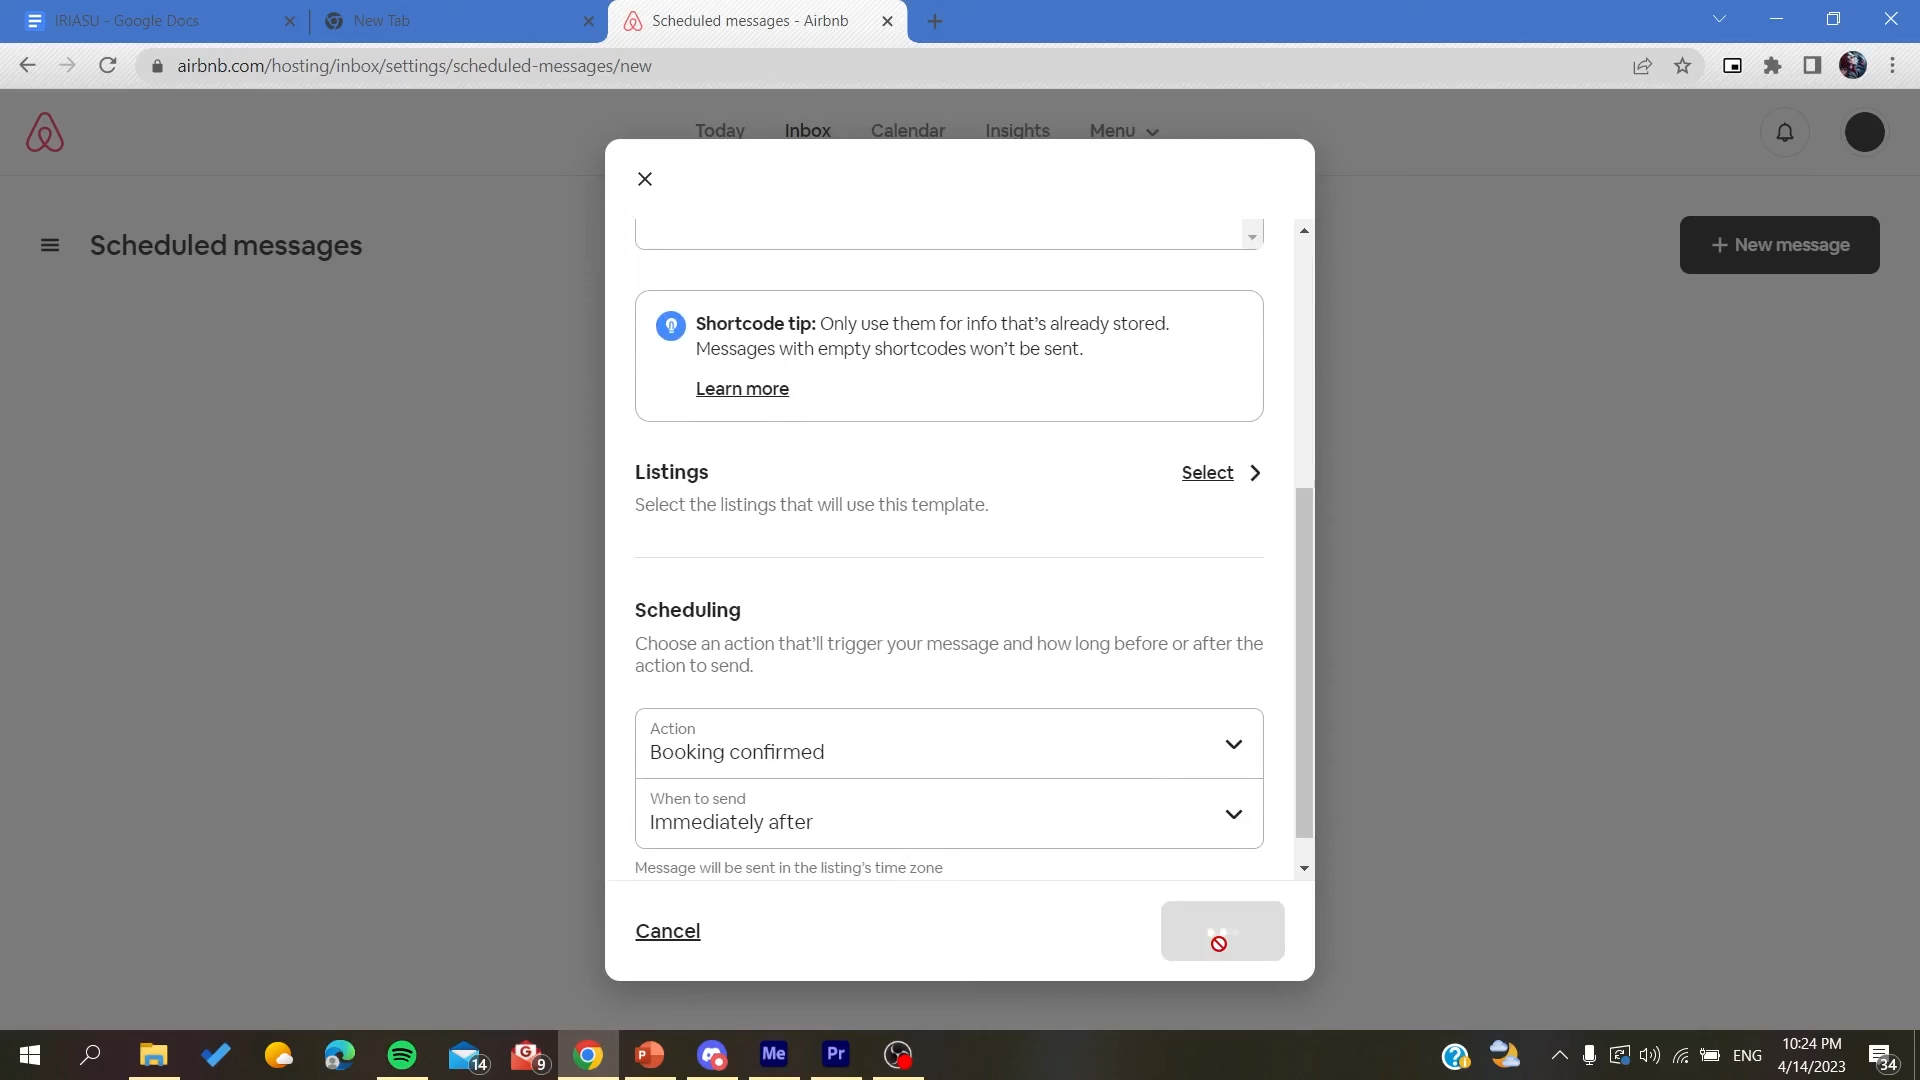 IRIASU - Google Docs
New Tab
Scheduled messages - Airbnb
airbnb.com/hosting/inbox/settings/scheduled-messages/new
Today
Inbox
Calendar
Insights
Menu
Scheduled messages
+ New message
Shortcode tip: Only use them for info that's already stored.
Messages with empty shortcodes won't be sent.
Learn more
Listings
Select
Select the listings that will use this template.
Scheduling
Choose an action that'll trigger your message and how long before or after the
action to send.
Action
Booking confirmed
When to send
Immediately after
Message will be sent in the listing's time zone
Cancel
14
9
Me
Pr
ENG
10:24 PM
4/14/2023
34